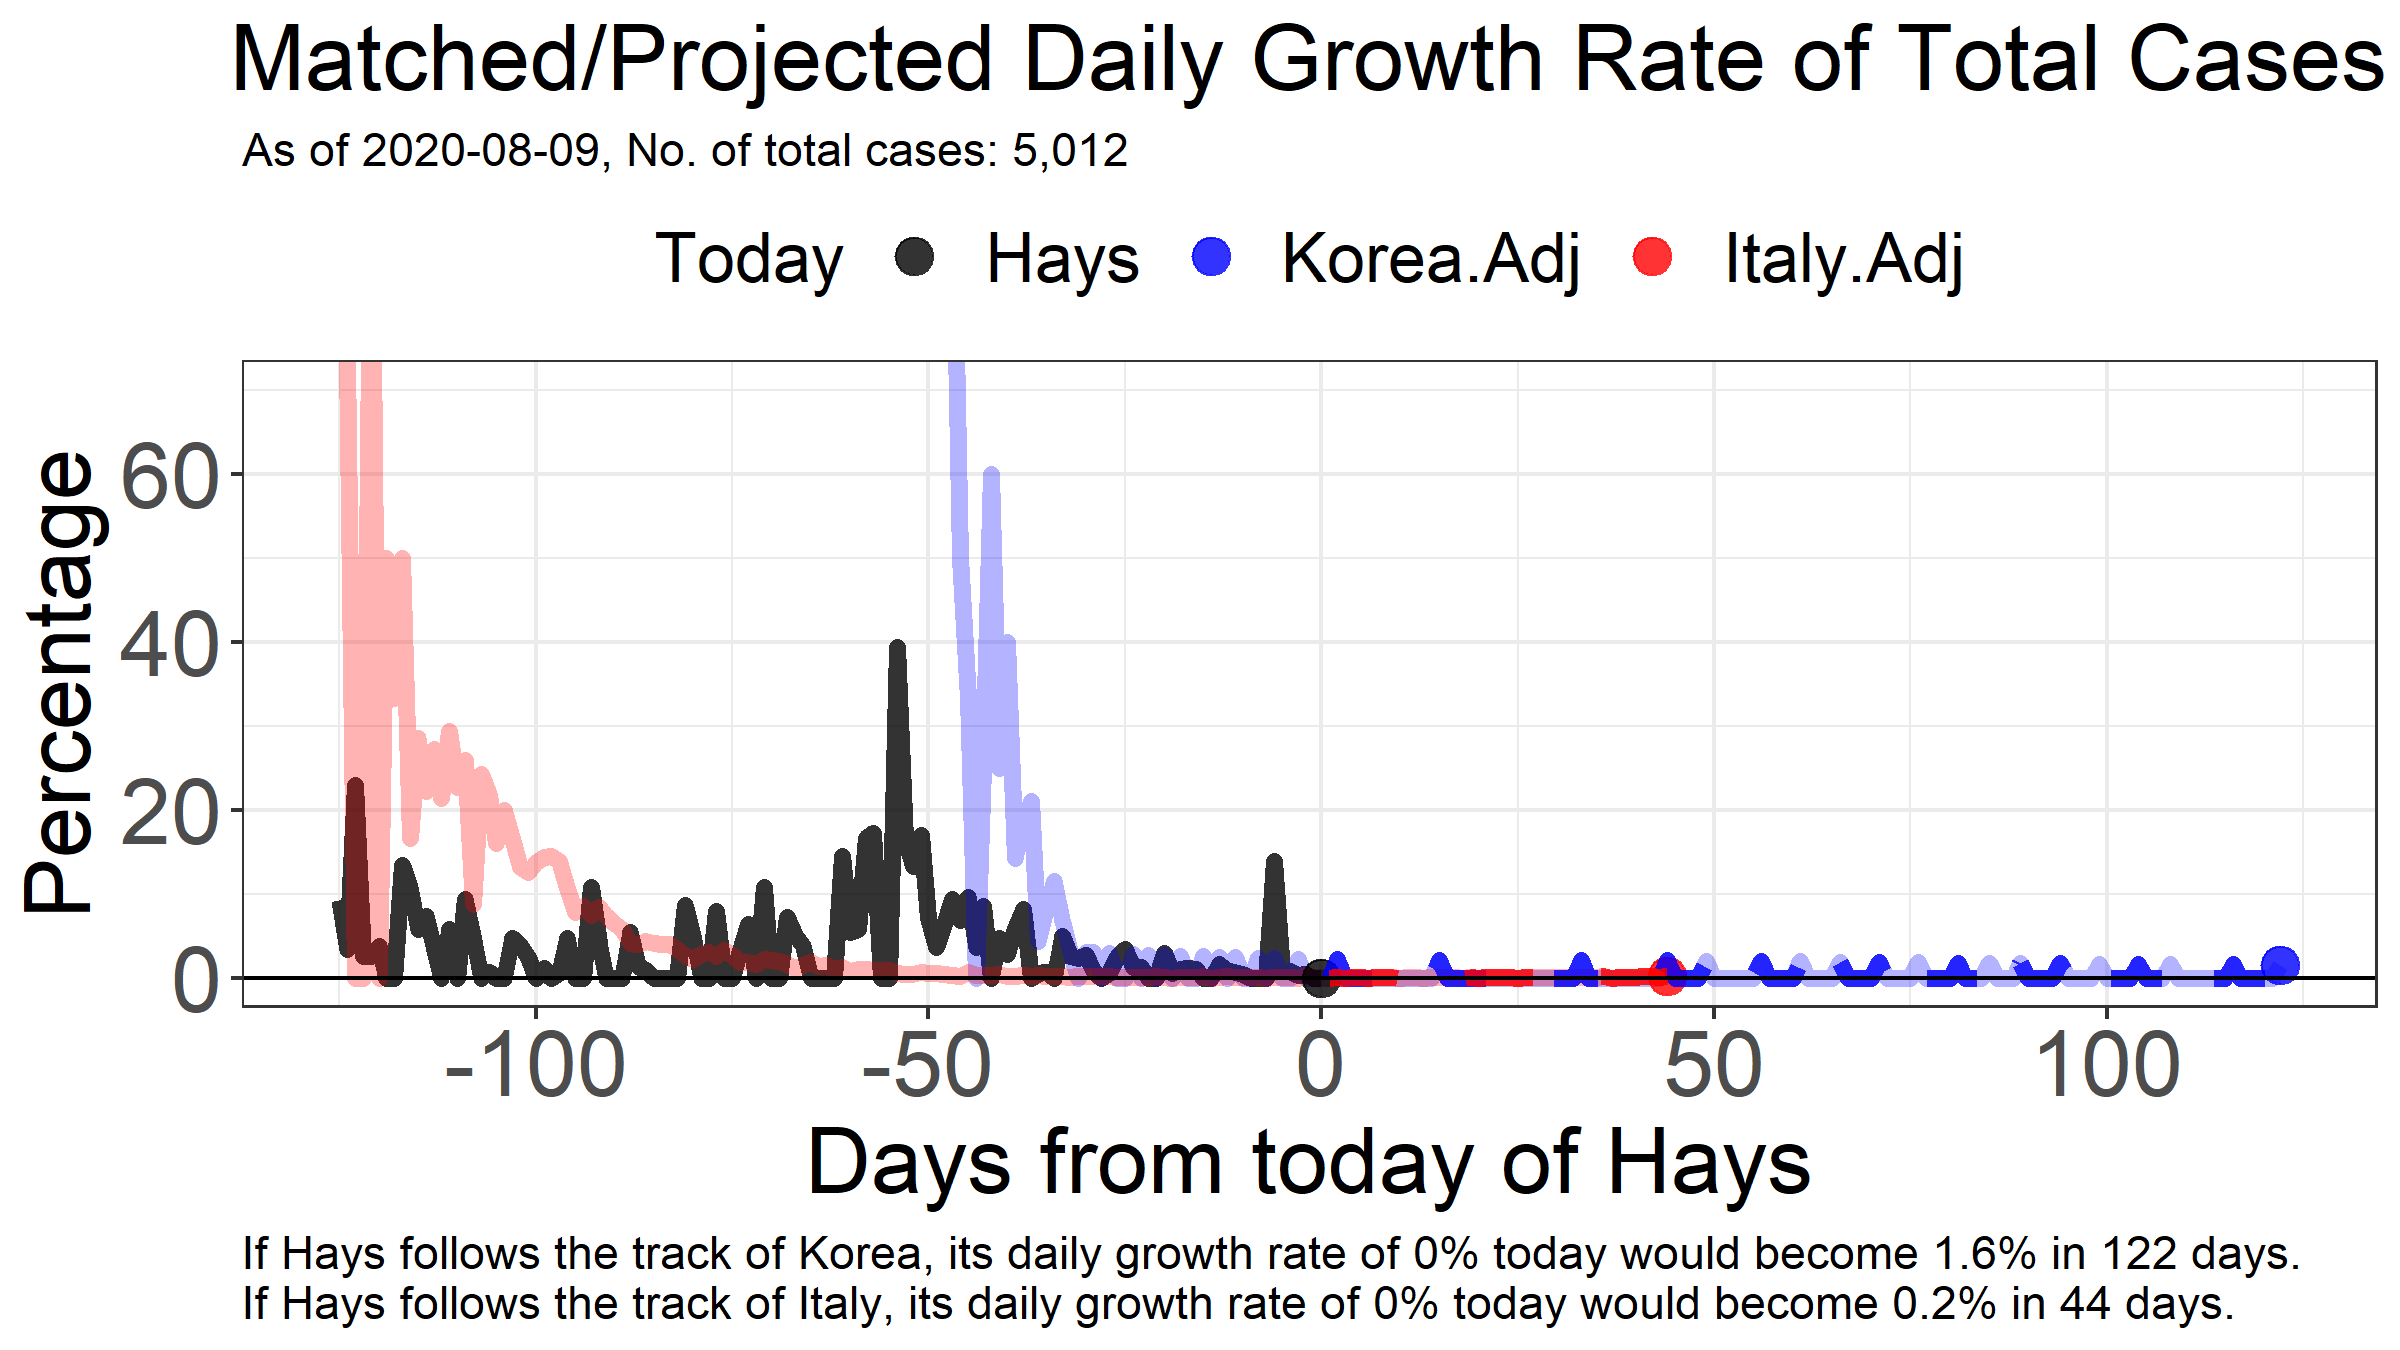 Matched/Projected Daily Growth Rate of Total Cases
As of 2020-08-09, No. of total cases: 5,012
Today Hays Korea.Adj Italy.Adj
Percentage
60
40
20
0
-100 -50 0 50 100
Days from today of Hays
If Hays follows the track of Korea, its daily growth rate of 0% today would become 1.6% in 122 days.
If Hays follows the track of Italy, its daily growth rate of 0% today would become 0.2% in 44 days.